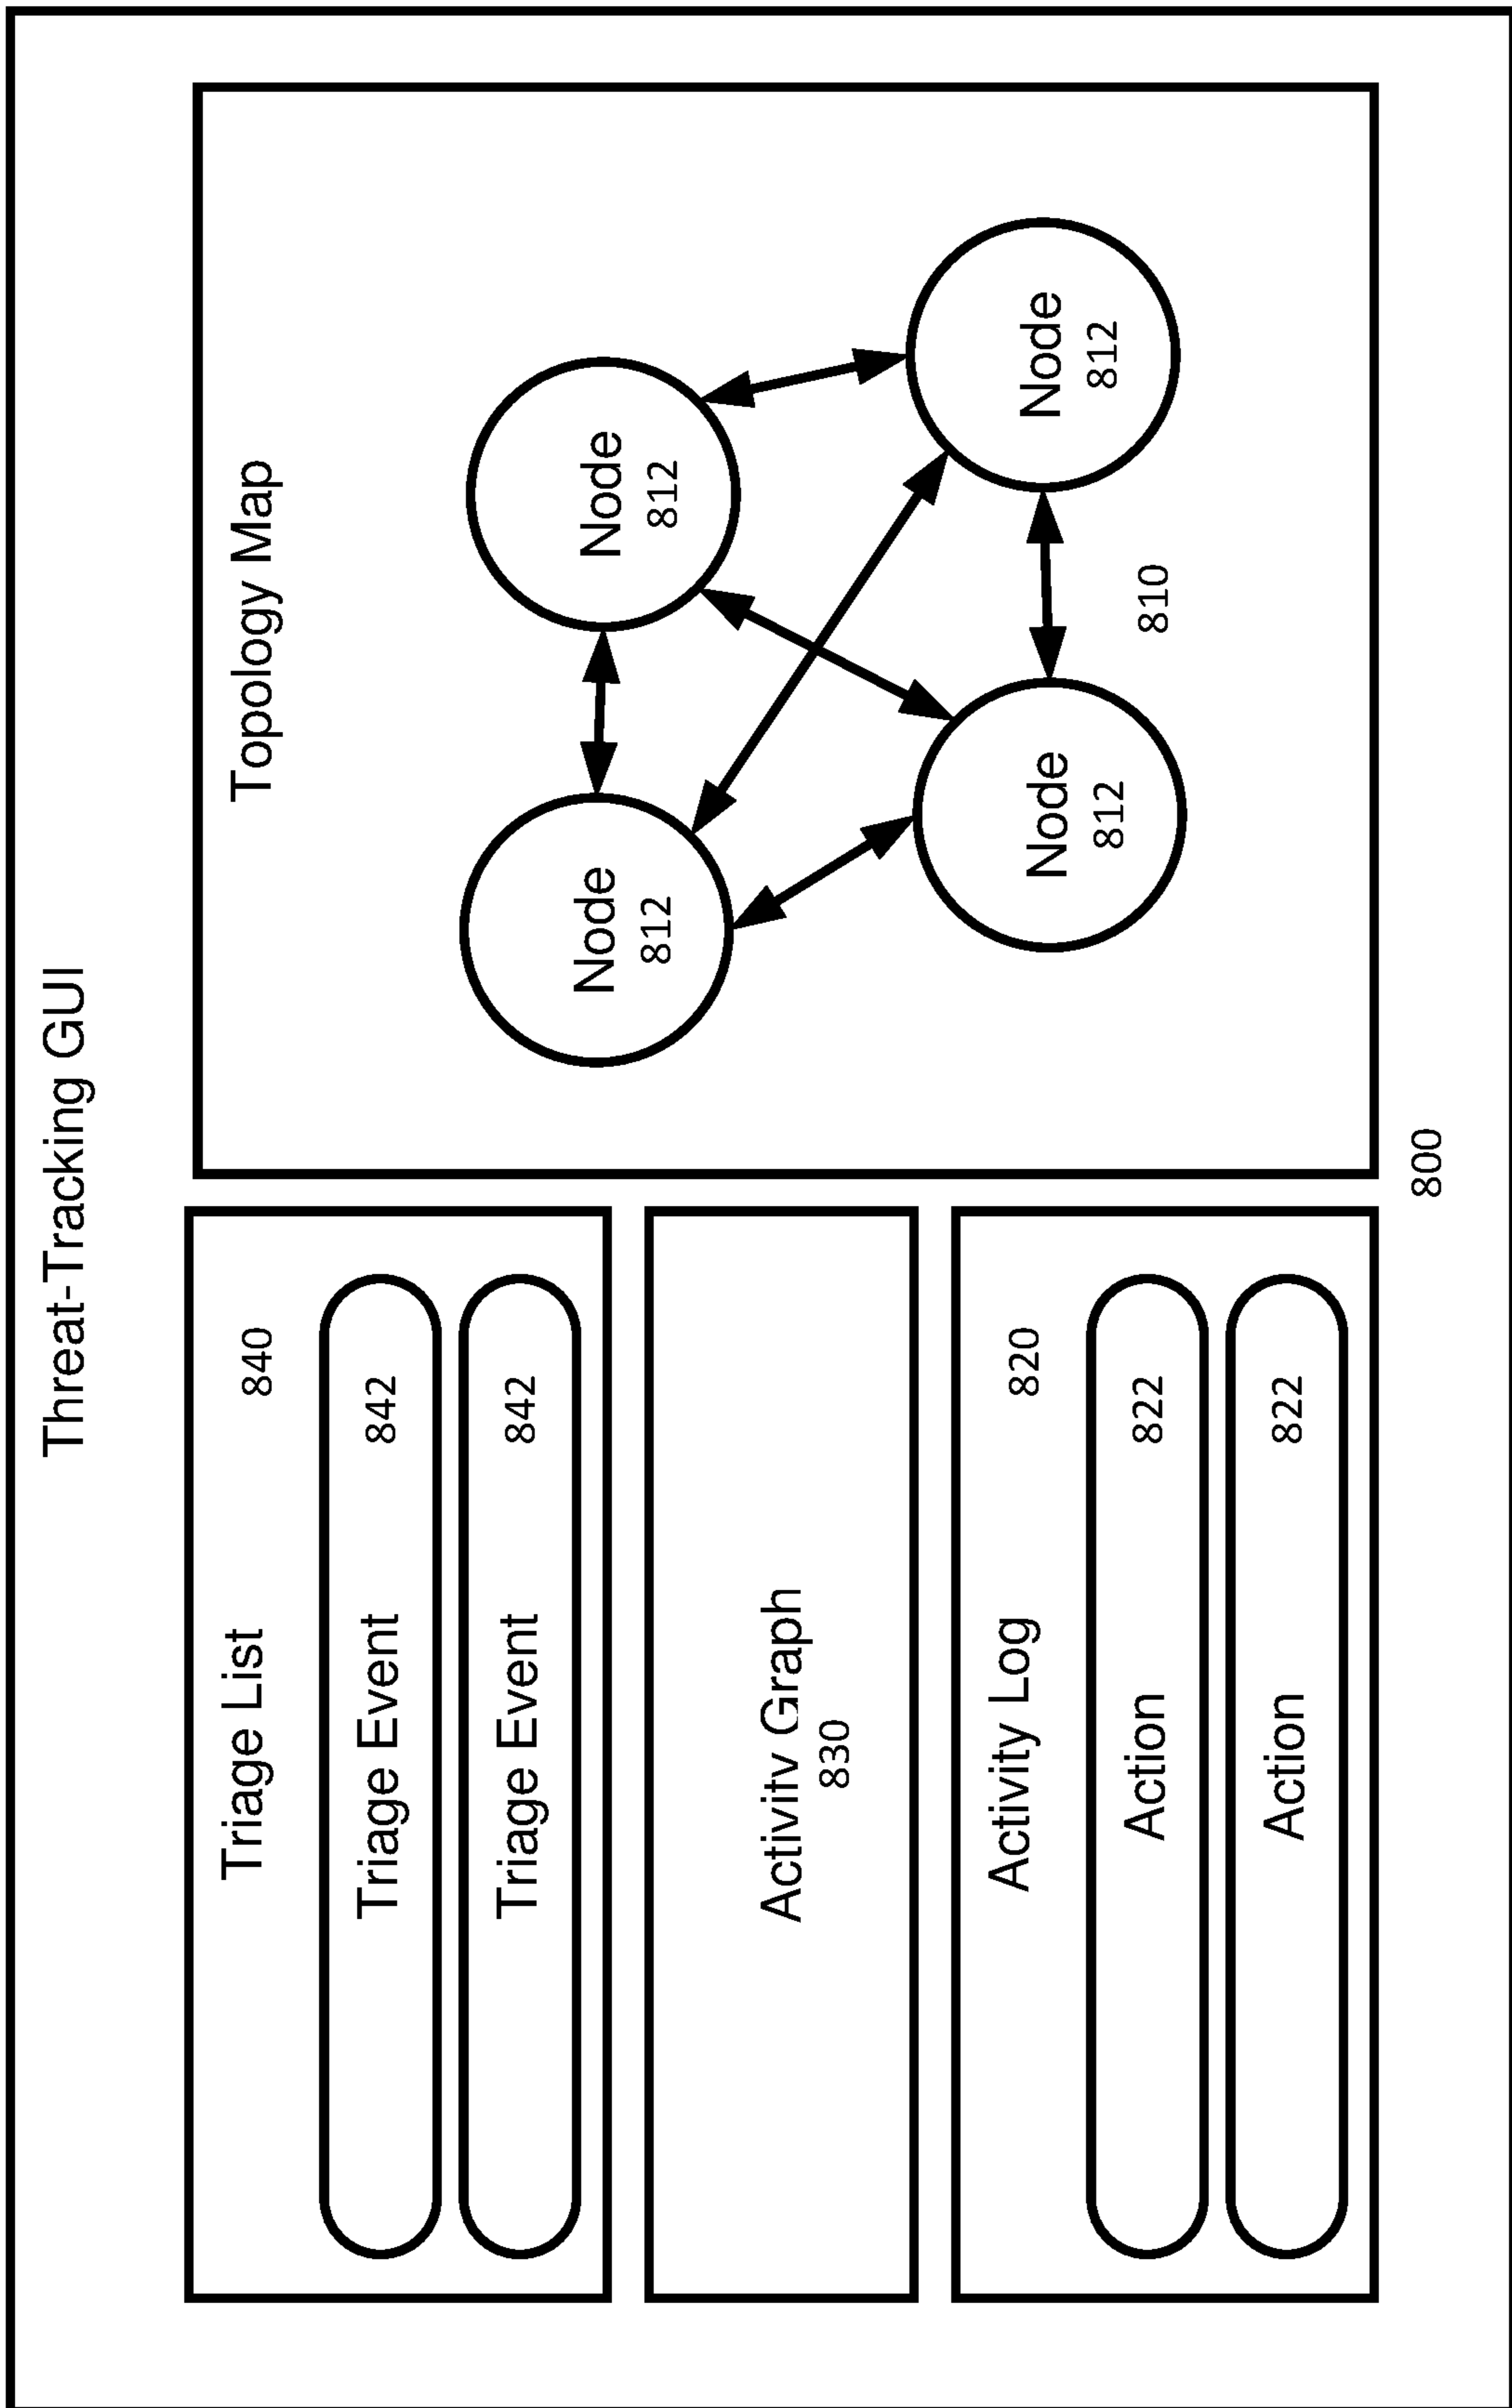 Threat-Tracking GUI
Triage List
840
Triage Event 842
Triage Event 842
Activity Graph
830
Activity Log
820
Action 822
Action 822
Topology Map
Node
812
Node
812
Node
812
Node
812
810
800